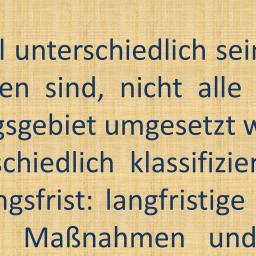 l unterschiedlich sein
en sind, nicht alle
gsgebiet umgesetzt w
schiedlich klassifizier
ngsfrist: langfristige
Maßnahmen und